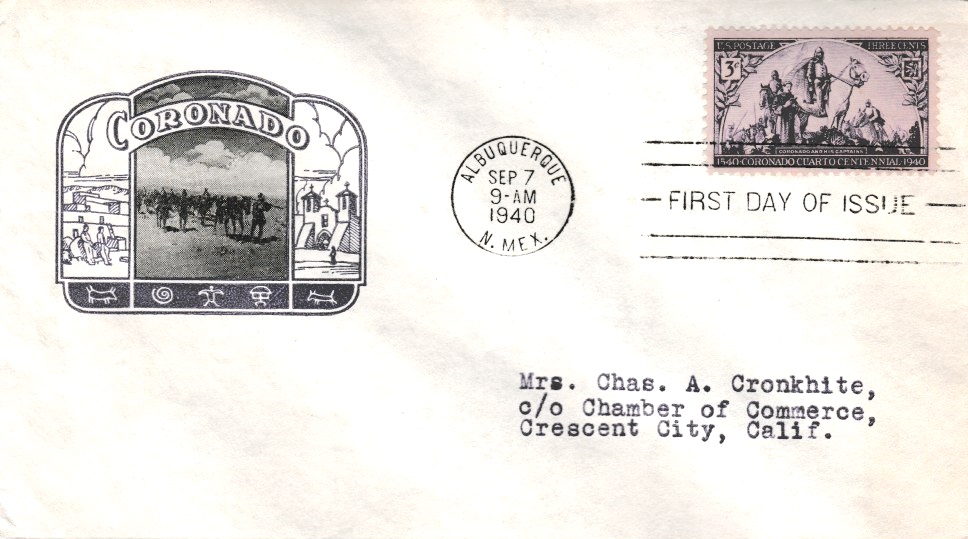 CORONADO
U.S. POSTAGE THREE CENTS
3¢
CORONADO AND HIS CAPTAINS
1540-CORONADO CUARTO CENTENNIAL 1940
ALBUQUERQUE
SEP 7
9-AM
1940
N. MEX.
FIRST DAY OF ISSUE
Mrs. Chas. A. Cronkhite,
c/o Chamber of Commerce,
Crescent City, Calif.